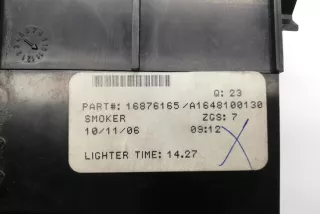 Q: 23
PART#: 16876165/A1648100130
SMOKER ZGS: 7
10/11/06 09:12
LIGHTER TIME: 14.27